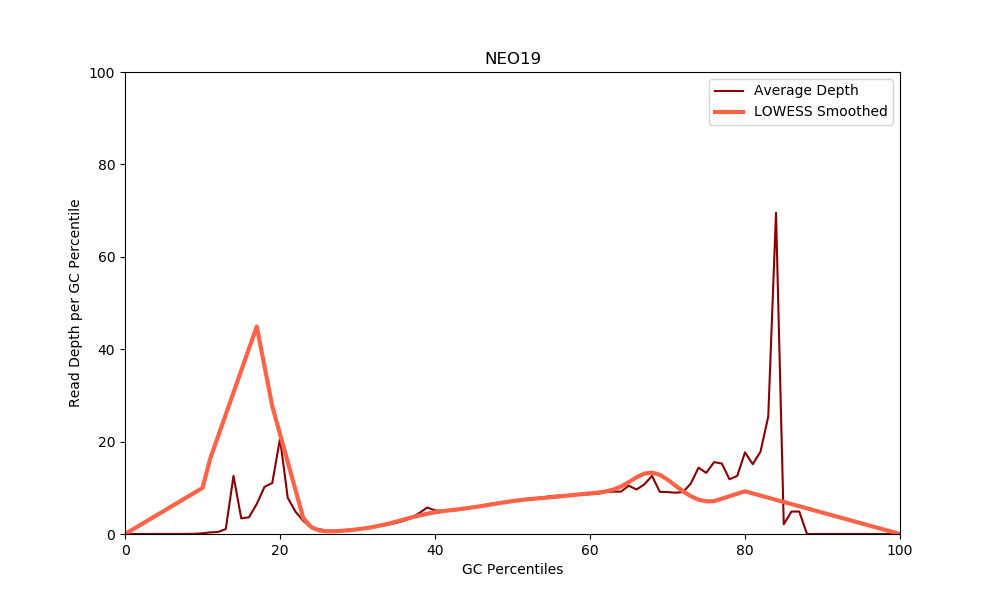 NEO19
Average Depth
LOWESS Smoothed
Read Depth per GC Percentile
100
80
60
40
20
0
0 20 40 60 80 100
GC Percentiles